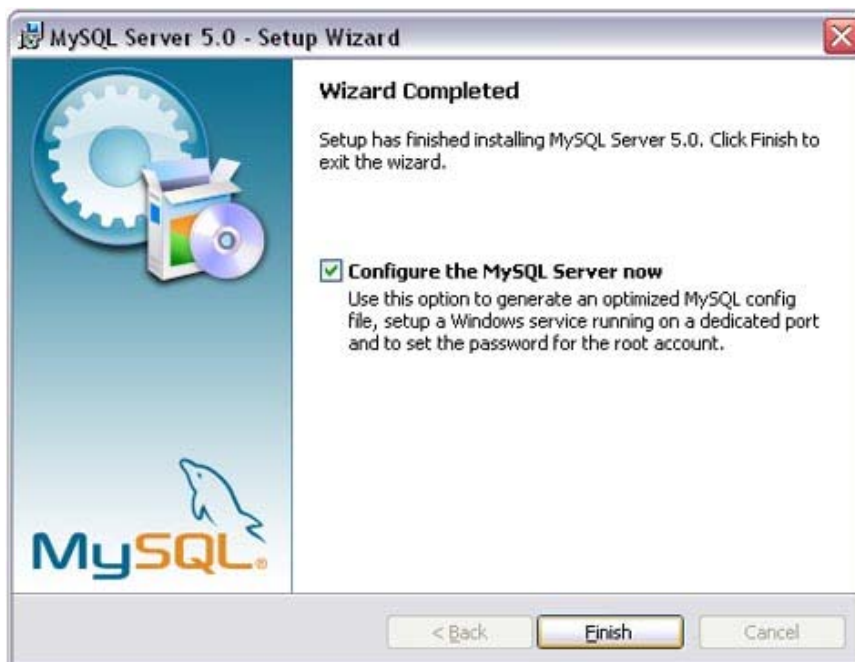 MySQL Server 5.0 - Setup Wizard
Wizard Completed
Setup has finished installing MySQL Server 5.0. Click Finish to
exit the wizard.
Configure the MySQL Server now
Use this option to generate an optimized MySQL config
file, setup a Windows service running on a dedicated port
and to set the password for the root account.
MySQL®
< Back
Finish
Cancel